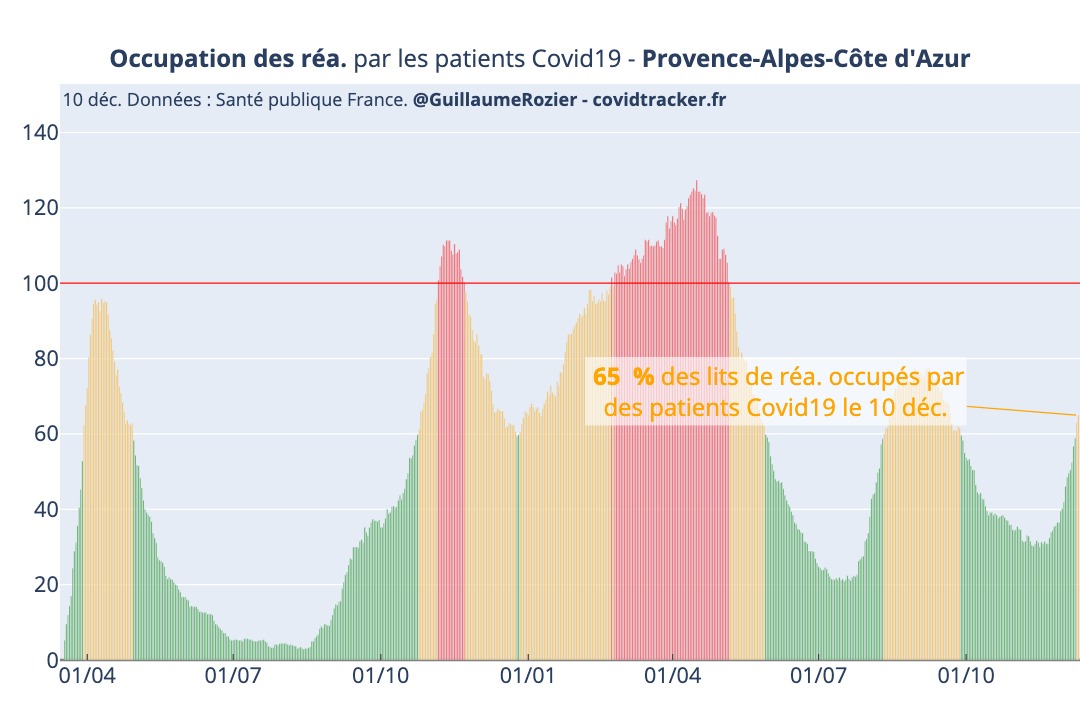 Occupation des réa. par les patients Covid19 - Provence-Alpes-Côte d'Azur
10 déc. Données : Santé publique France. @GuillaumeRozier - covidtracker.fr
140
120
100
80
65 % des lits de réa. occupés par
des patients Covid19 le 10 déc.
60
40
20
0
01/04 01/07 01/10 01/01 01/04 01/07 01/10